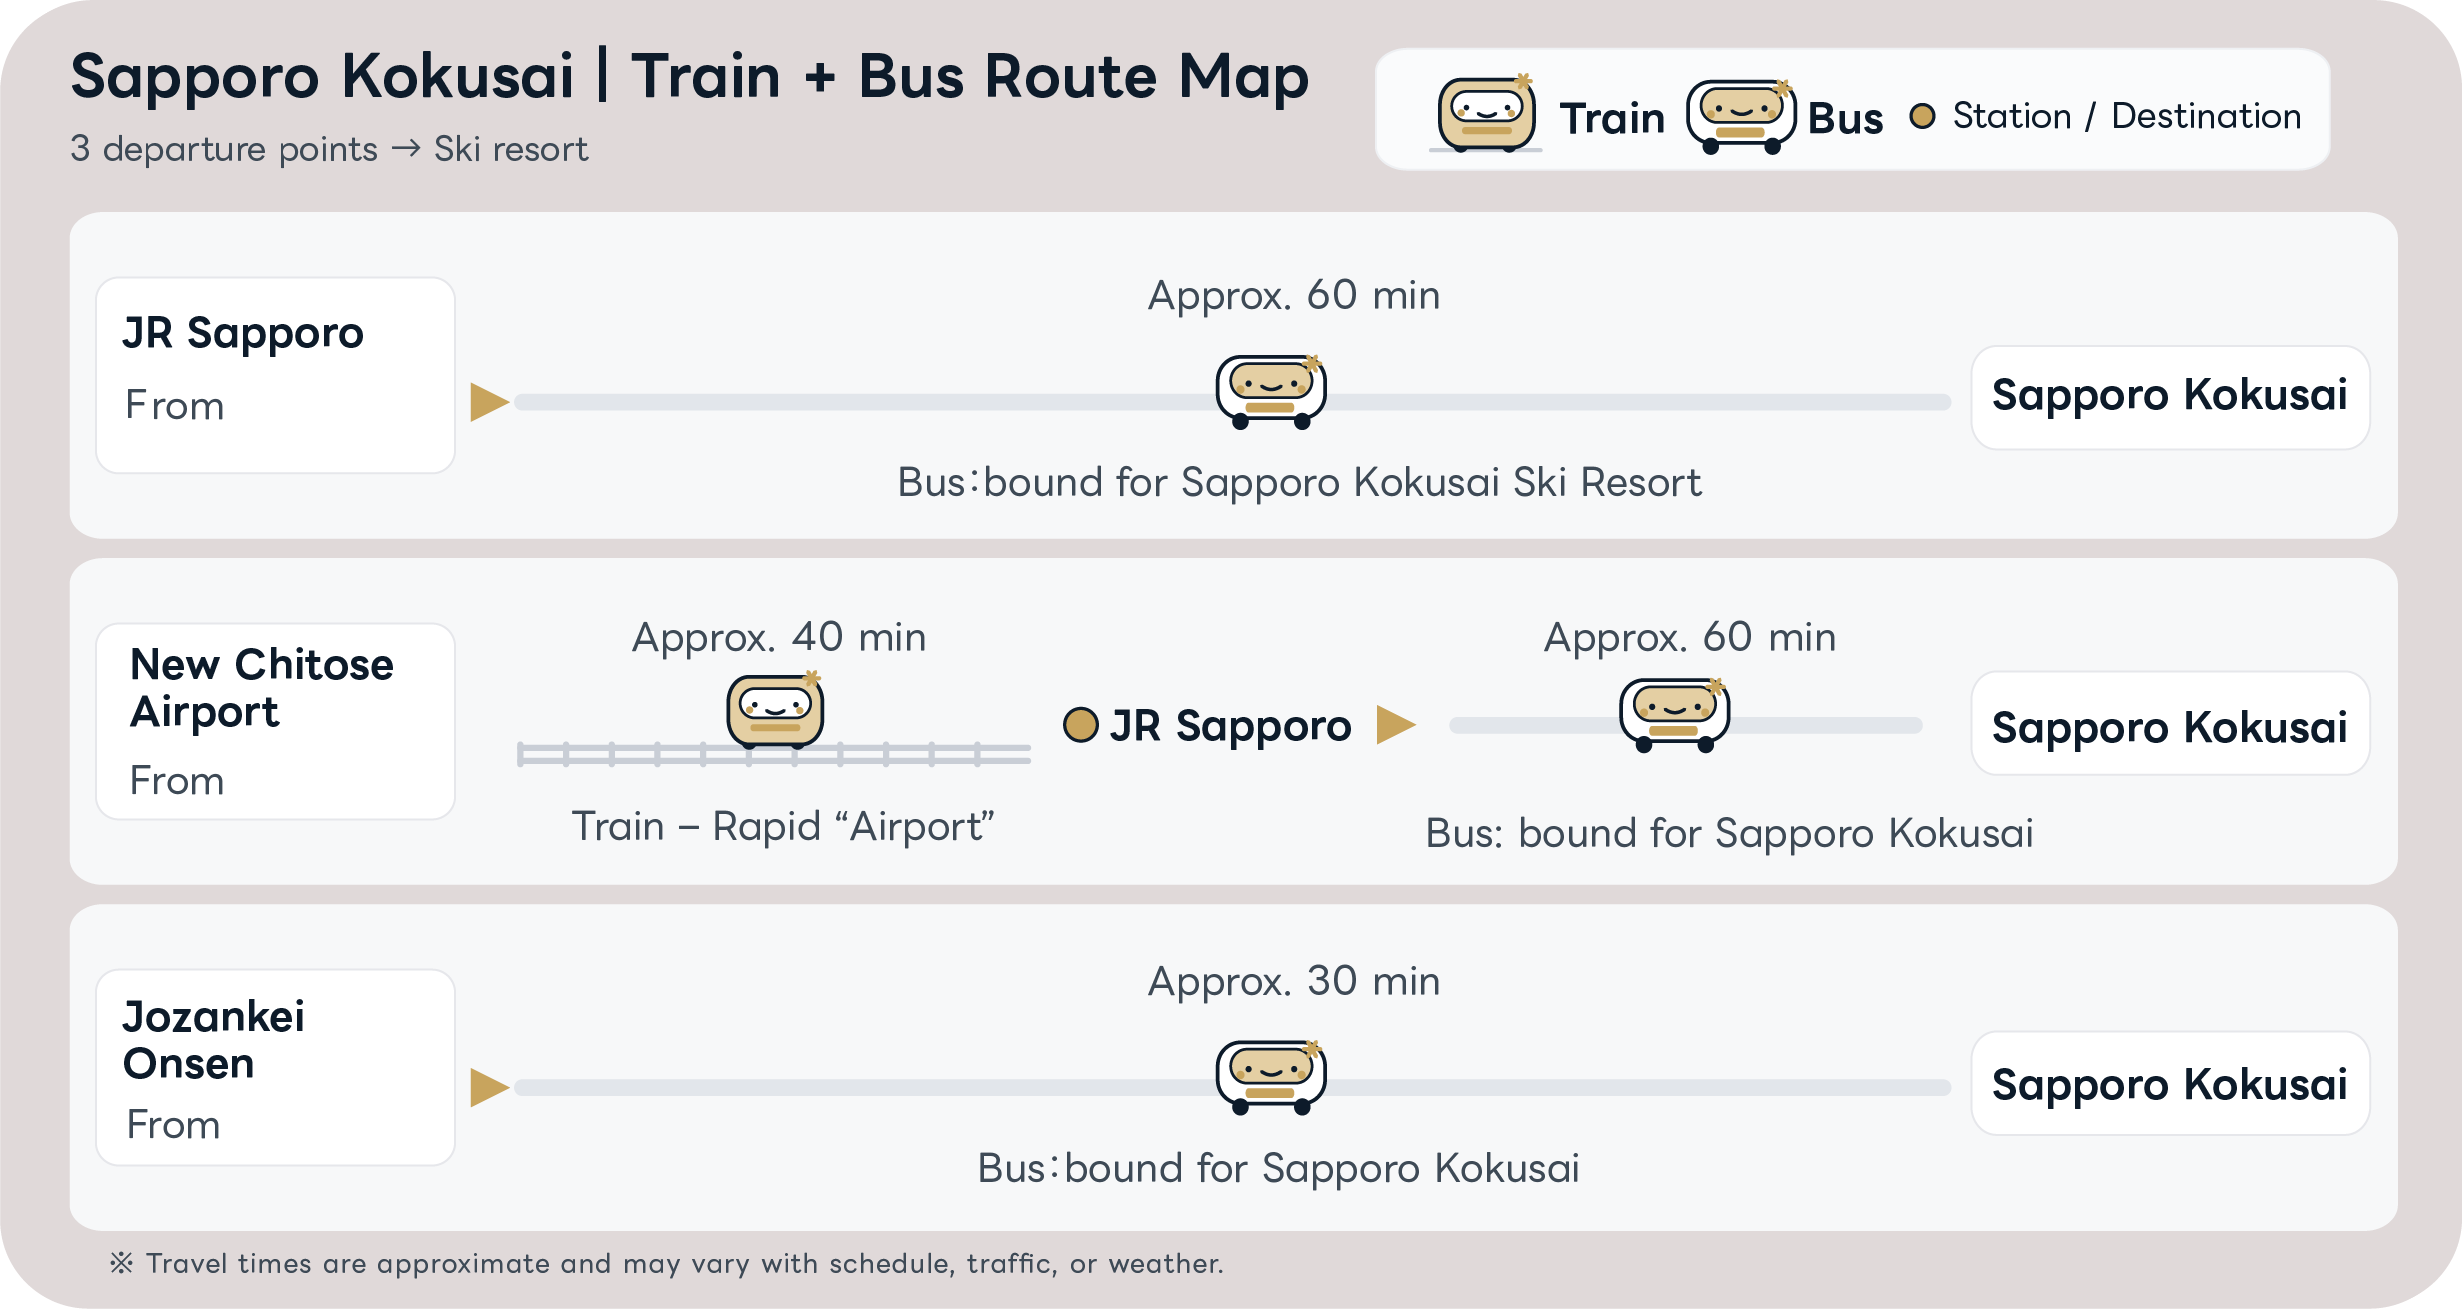 Sapporo Kokusai | Train + Bus Route Map
3 departure points → Ski resort
Train
Bus
Station / Destination
JR Sapporo
From
Approx. 60 min
Bus:bound for Sapporo Kokusai Ski Resort
Sapporo Kokusai
New Chitose
Airport
From
Approx. 40 min
Train – Rapid “Airport”
JR Sapporo
Approx. 60 min
Bus: bound for Sapporo Kokusai
Sapporo Kokusai
Jozankei
Onsen
From
Approx. 30 min
Bus:bound for Sapporo Kokusai
Sapporo Kokusai
※ Travel times are approximate and may vary with schedule, traffic, or weather.